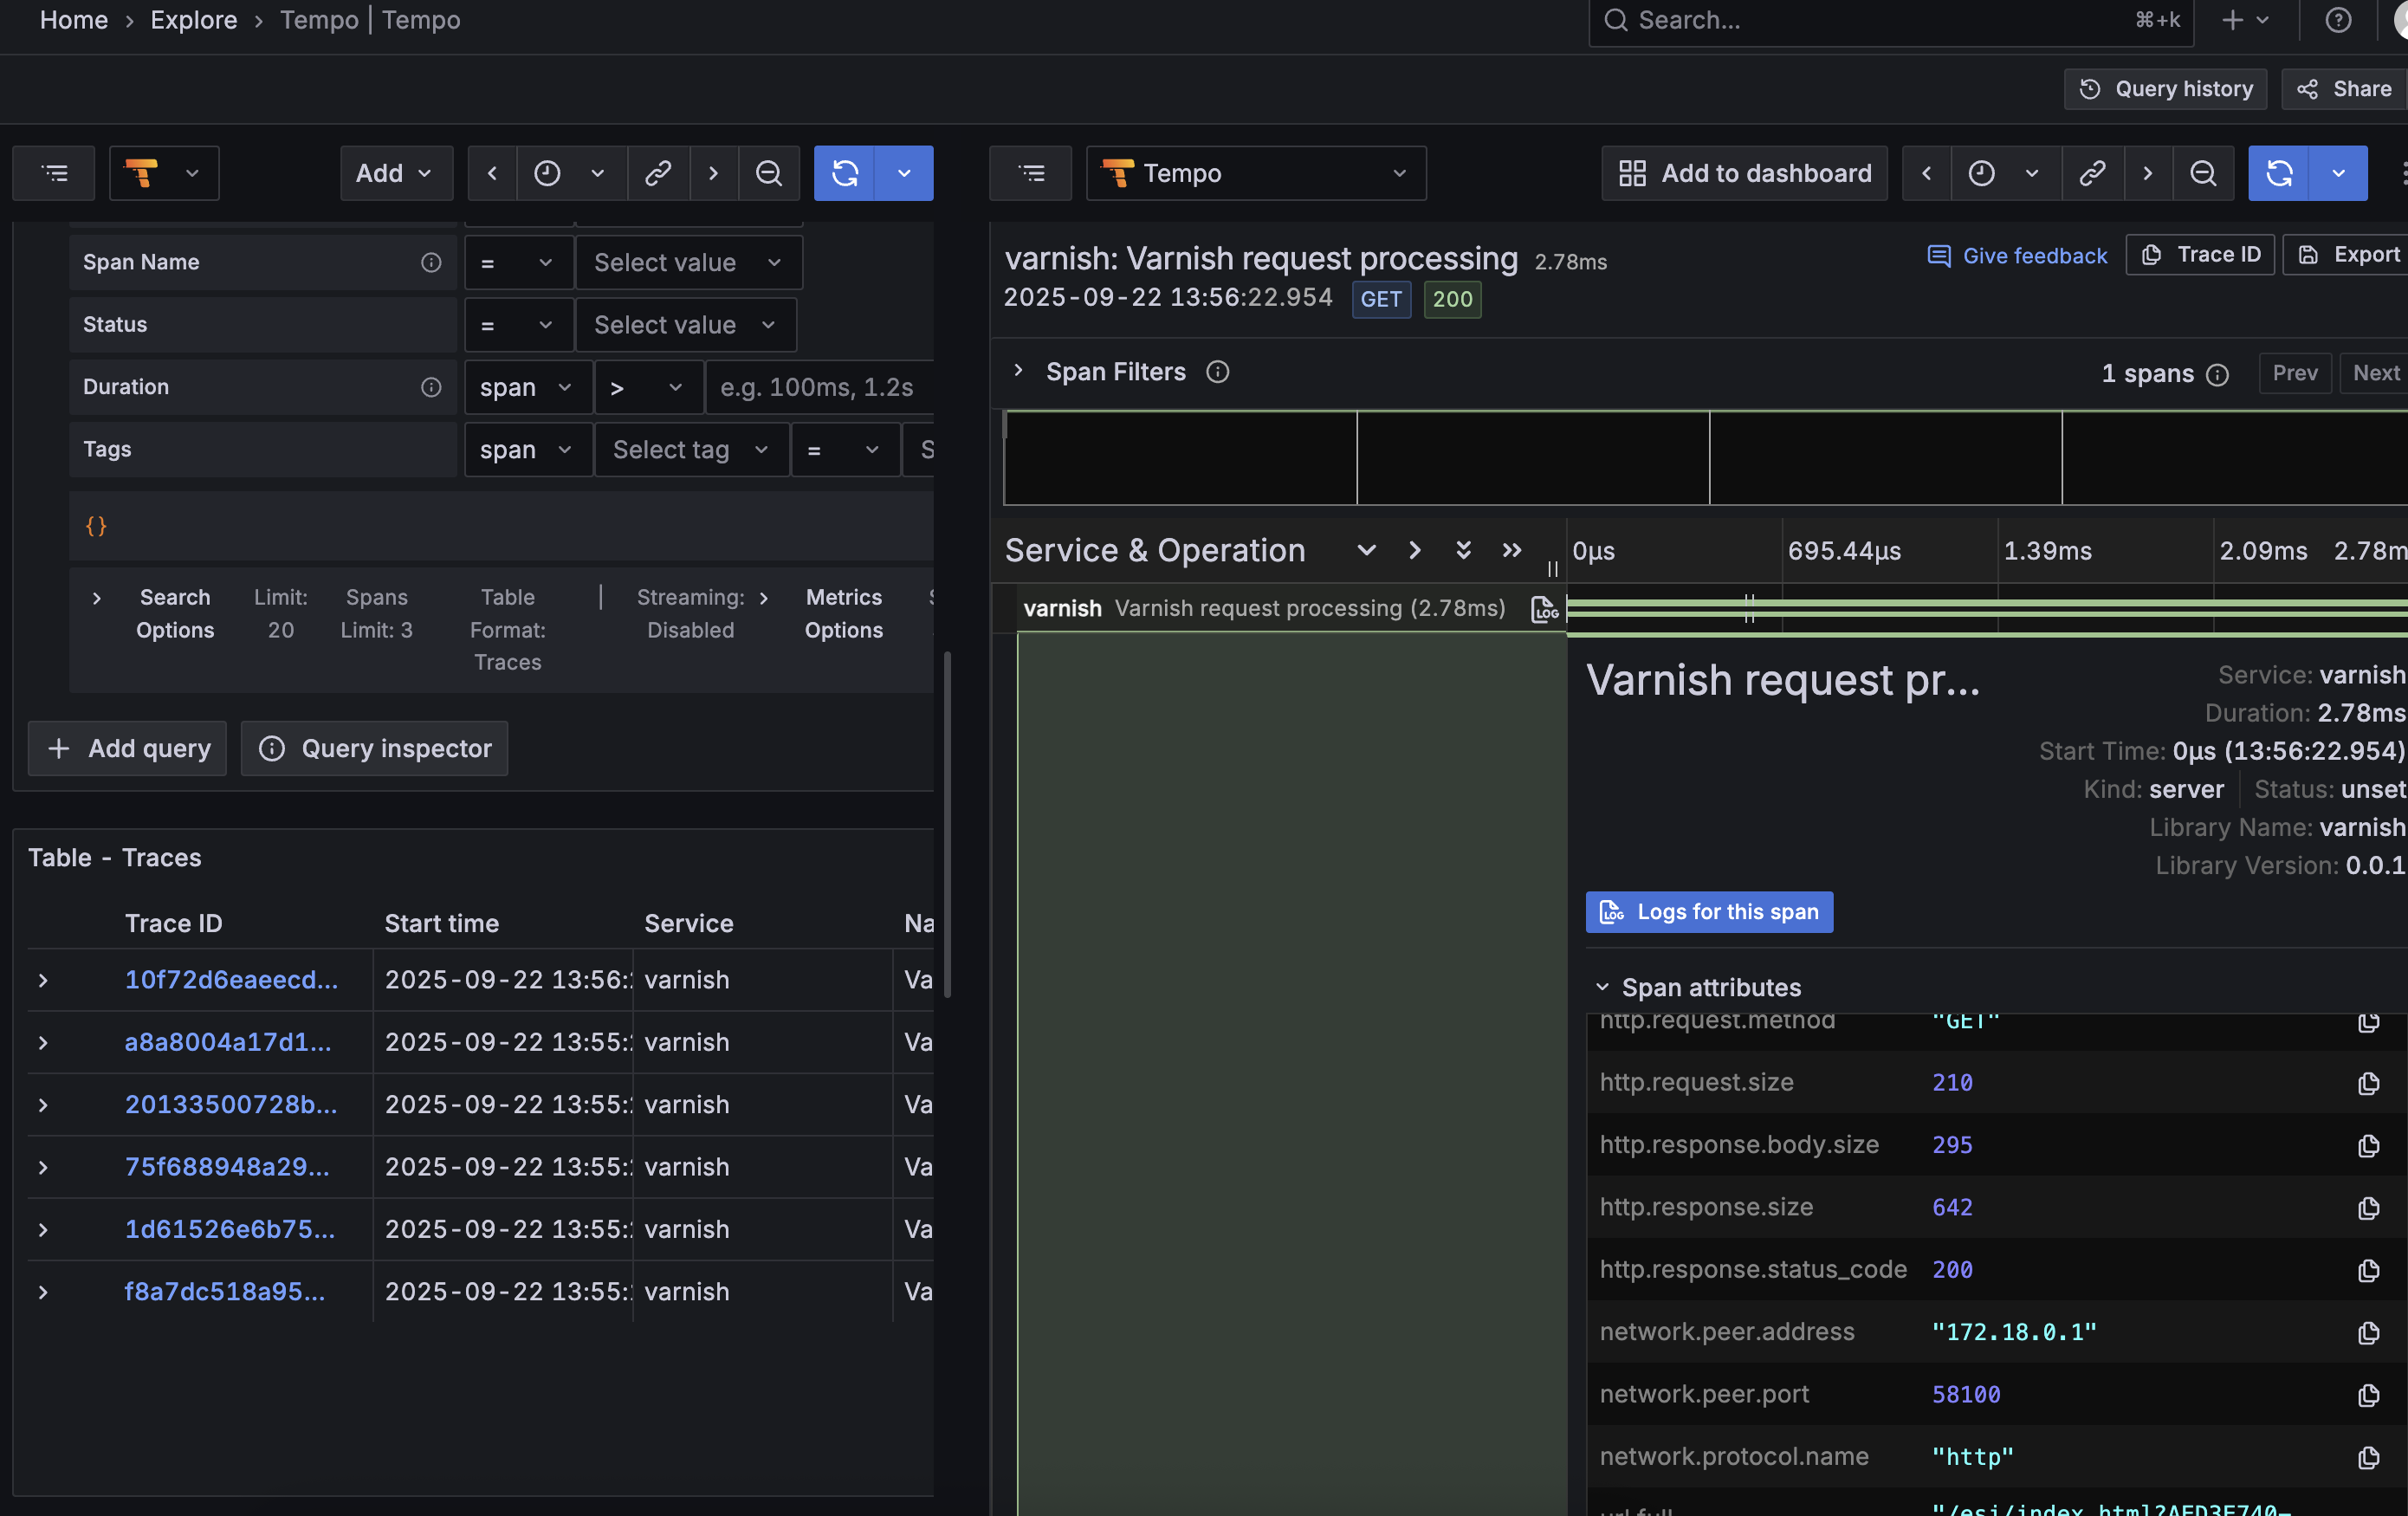 Home › Explore › Tempo | Tempo
Search... ⌘+k
Query history Share
Add
Span Name = Select value
Status = Select value
Duration span > e.g. 100ms, 1.2s
Tags span Select tag = S
{}
Search Options Limit: 20 Spans Limit: 3 Table Format: Traces | Streaming: Disabled Metrics Options
+ Add query Query inspector
Table - Traces
Trace ID Start time Service Na
10f72d6eaeecd... 2025-09-22 13:56: varnish Va
a8a8004a17d1... 2025-09-22 13:55: varnish Va
20133500728b... 2025-09-22 13:55: varnish Va
75f688948a29... 2025-09-22 13:55: varnish Va
1d61526e6b75... 2025-09-22 13:55: varnish Va
f8a7dc518a95... 2025-09-22 13:55: varnish Va
Tempo Add to dashboard
varnish: Varnish request processing 2.78ms
Give feedback Trace ID Export
2025-09-22 13:56:22.954 GET 200
Span Filters 1 spans Prev Next
Service & Operation 0µs 695.44µs 1.39ms 2.09ms 2.78m
varnish Varnish request processing (2.78ms) LOG
Varnish request pr...
Service: varnish
Duration: 2.78ms
Start Time: 0µs (13:56:22.954)
Kind: server Status: unset
Library Name: varnish
Library Version: 0.0.1
LOG Logs for this span
Span attributes
http.request.method "GET"
http.request.size 210
http.response.body.size 295
http.response.size 642
http.response.status_code 200
network.peer.address "172.18.0.1"
network.peer.port 58100
network.protocol.name "http"
url.full "/esi/index.html?AED3E740-